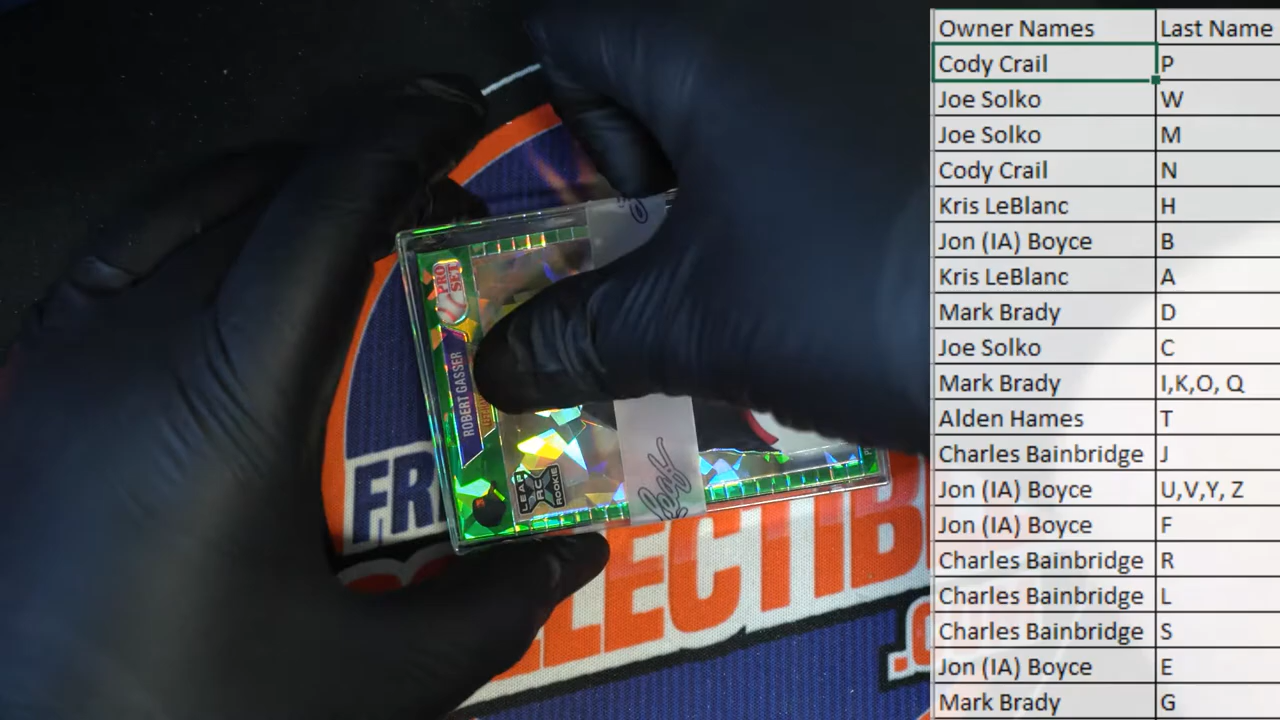 Owner Names Last Name
Cody Crail P
Joe Solko W
Joe Solko M
Cody Crail N
Kris LeBlanc H
Jon (IA) Boyce B
Kris LeBlanc A
Mark Brady D
Joe Solko C
Mark Brady I,K,O, Q
Alden Hames T
Charles Bainbridge J
Jon (IA) Boyce U,V,Y, Z
Jon (IA) Boyce F
Charles Bainbridge R
Charles Bainbridge L
Charles Bainbridge S
Jon (IA) Boyce E
Mark Brady G
PRO
SET
ROBERT GASSER
LEAF
RC
ROOKIE
leaf
FR
LECTIB